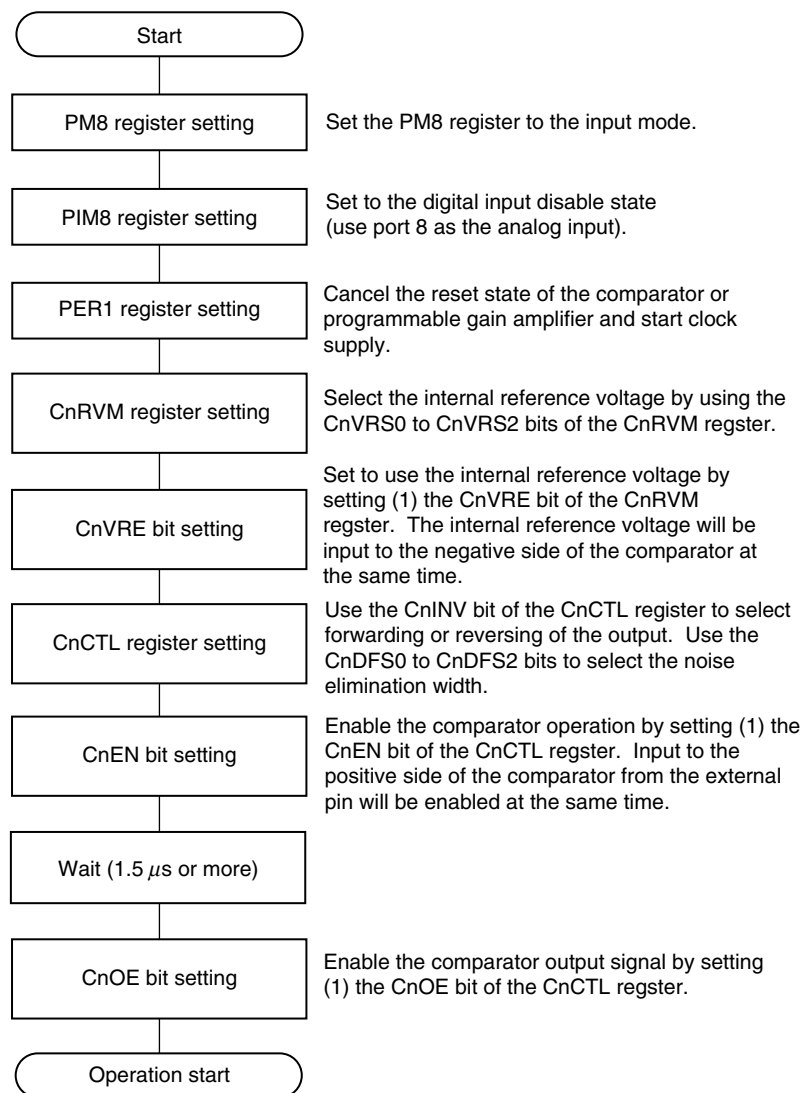 Start
PM8 register setting
Set the PM8 register to the input mode.
PIM8 register setting
Set to the digital input disable state
(use port 8 as the analog input).
PER1 register setting
Cancel the reset state of the comparator or
programmable gain amplifier and start clock
supply.
CnRVM register setting
Select the internal reference voltage by using the
CnVRS0 to CnVRS2 bits of the CnRVM regster.
CnVRE bit setting
Set to use the internal reference voltage by
setting (1) the CnVRE bit of the CnRVM
regster. The internal reference voltage will be
input to the negative side of the comparator at
the same time.
CnCTL register setting
Use the CnINV bit of the CnCTL register to select
forwarding or reversing of the output. Use the
CnDFS0 to CnDFS2 bits to select the noise
elimination width.
CnEN bit setting
Enable the comparator operation by setting (1) the
CnEN bit of the CnCTL regster. Input to the
positive side of the comparator from the external
pin will be enabled at the same time.
Wait (1.5 μs or more)
CnOE bit setting
Enable the comparator output signal by setting
(1) the CnOE bit of the CnCTL regster.
Operation start